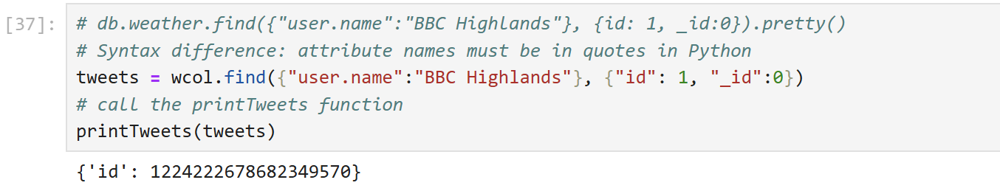 [37]: # db.weather.find({"user.name":"BBC Highlands"}, {id: 1, _id:0}).pretty()
# Syntax difference: attribute names must be in quotes in Python
tweets = wcol.find({"user.name":"BBC Highlands"}, {"id": 1, "_id":0})
# call the printTweets function
printTweets(tweets)
{'id': 1224222678682349570}